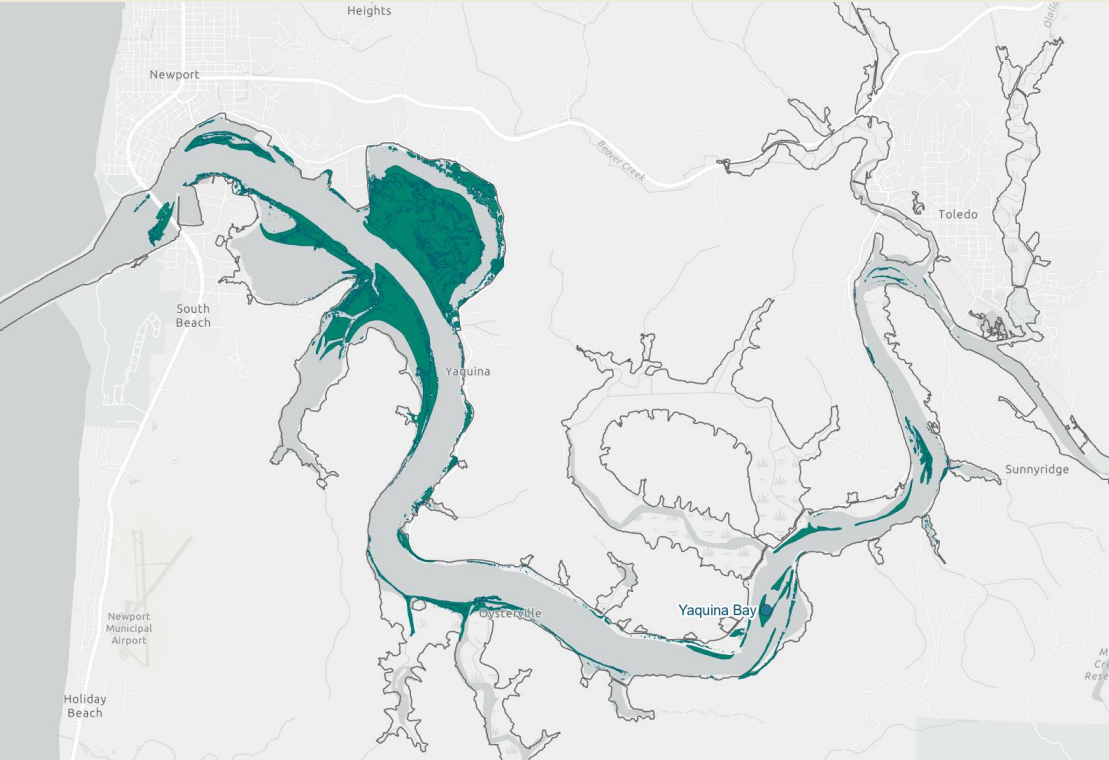 Heights
Newport
Beaver Creek
Toledo
South
Beach
Yaquina
Sunnyridge
Yaquina Bay
Oysterville
Newport
Municipal
Airport
Holiday
Beach